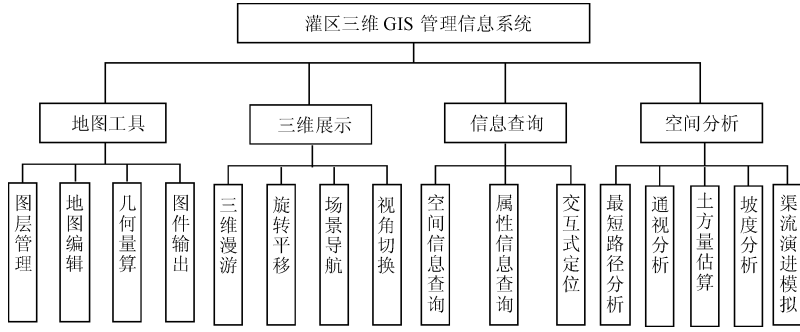 灌区三维 GIS 管理信息系统
地图工具
三维展示
信息查询
空间分析
图层管理
地图编辑
几何量算
图件输出
三维漫游
旋转平移
场景导航
视角切换
空间信息查询
属性信息查询
交互式定位
最短路径分析
通视分析
土方量估算
坡度分析
渠流演进模拟